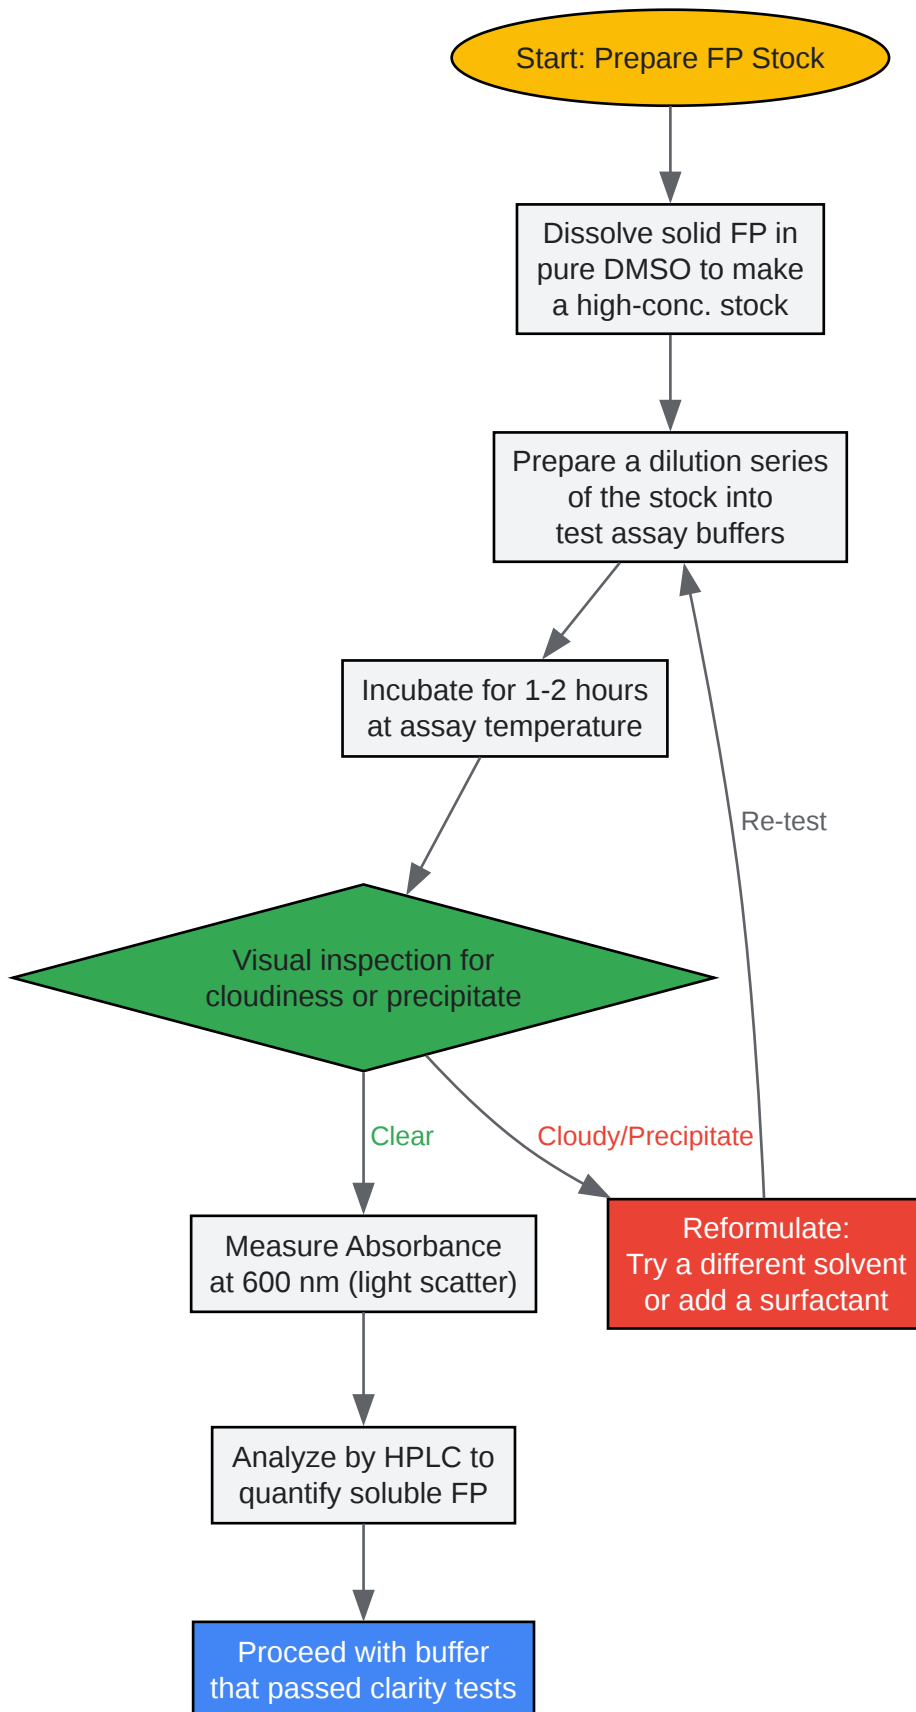 Start: Prepare FP Stock
Dissolve solid FP in
pure DMSO to make
a high-conc. stock
Prepare a dilution series
of the stock into
test assay buffers
Incubate for 1-2 hours
at assay temperature
Re-test
Visual inspection for
cloudiness or precipitate
Clear
Cloudy/Precipitate
Measure Absorbance
at 600 nm (light scatter)
Reformulate:
Try a different solvent
or add a surfactant
Analyze by HPLC to
quantify soluble FP
Proceed with buffer
that passed clarity tests